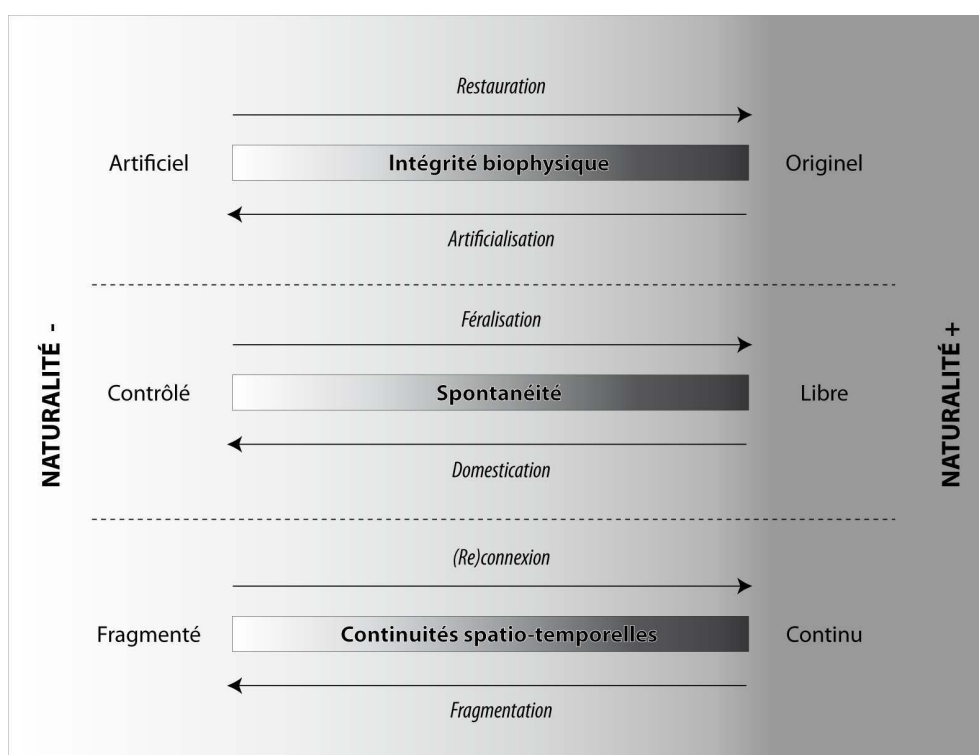 Restauration
Artificiel
Intégrité biophysique
Originel
Artificialisation
NATURALITÉ -
Féralisation
Contrôlé
Spontanéité
Libre
Domestication
NATURALITÉ +
(Re)connexion
Fragmenté
Continuités spatio-temporelles
Continu
Fragmentation